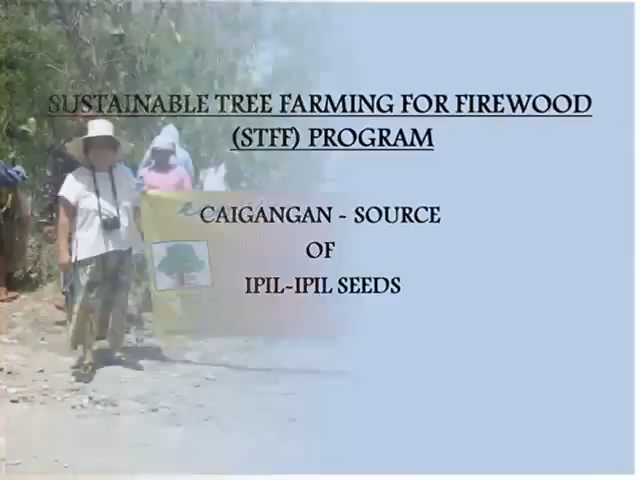 SUSTAINABLE TREE FARMING FOR FIREWOOD
(STFF) PROGRAM
CAIGANGAN - SOURCE
OF
IPIL-IPIL SEEDS